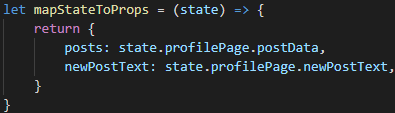 let mapStateToProps = (state) => {
    return {
        posts: state.profilePage.postData,
        newPostText: state.profilePage.newPostText,
    }
}